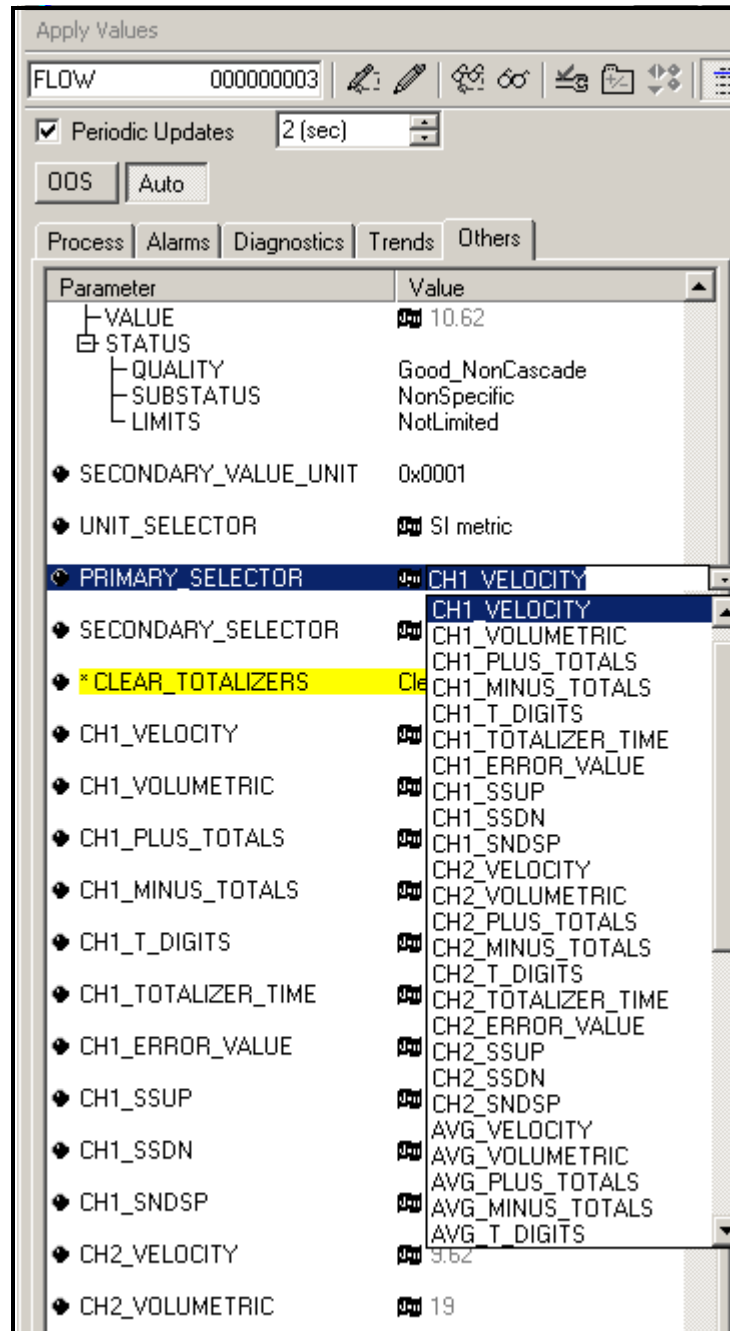 Apply Values
FLOW 000000003
Periodic Updates 2 (sec)
OOS Auto
Process Alarms Diagnostics Trends Others
Parameter Value
VALUE 10.62
STATUS
QUALITY Good_NonCascade
SUBSTATUS NonSpecific
LIMITS NotLimited
SECONDARY_VALUE_UNIT 0x0001
UNIT_SELECTOR SI metric
PRIMARY_SELECTOR CH1_VELOCITY
SECONDARY_SELECTOR
* CLEAR_TOTALIZERS Cle
CH1_VELOCITY
CH1_VOLUMETRIC
CH1_PLUS_TOTALS
CH1_MINUS_TOTALS
CH1_T_DIGITS
CH1_TOTALIZER_TIME
CH1_ERROR_VALUE
CH1_SSUP
CH1_SSDN
CH1_SNDSP
CH2_VELOCITY 9.62
CH2_VOLUMETRIC 19
CH1_VELOCITY
CH1_VOLUMETRIC
CH1_PLUS_TOTALS
CH1_MINUS_TOTALS
CH1_T_DIGITS
CH1_TOTALIZER_TIME
CH1_ERROR_VALUE
CH1_SSUP
CH1_SSDN
CH1_SNDSP
CH2_VELOCITY
CH2_VOLUMETRIC
CH2_PLUS_TOTALS
CH2_MINUS_TOTALS
CH2_T_DIGITS
CH2_TOTALIZER_TIME
CH2_ERROR_VALUE
CH2_SSUP
CH2_SSDN
CH2_SNDSP
AVG_VELOCITY
AVG_VOLUMETRIC
AVG_PLUS_TOTALS
AVG_MINUS_TOTALS
AVG_T_DIGITS